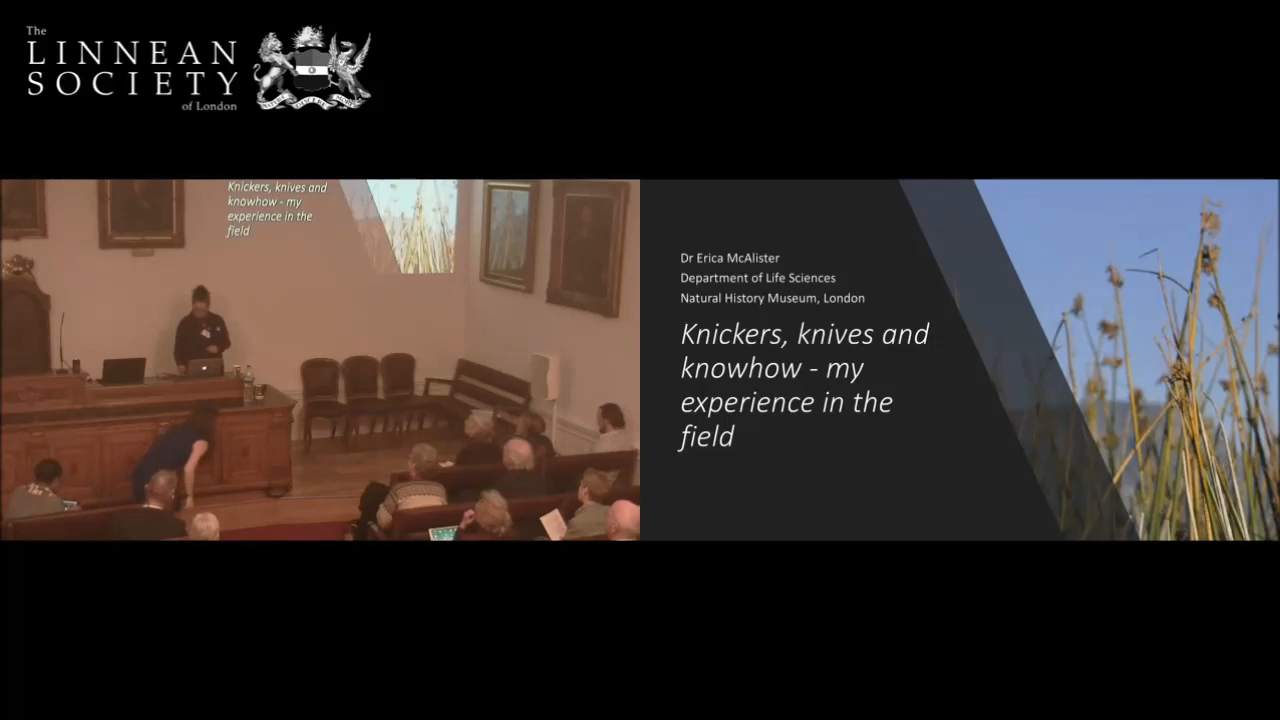 The
LINNEAN
SOCIETY
of London
Knickers, knives and
knowhow - my
experience in the
field
Dr Erica McAlister
Department of Life Sciences
Natural History Museum, London
Knickers, knives and
knowhow - my
experience in the
field